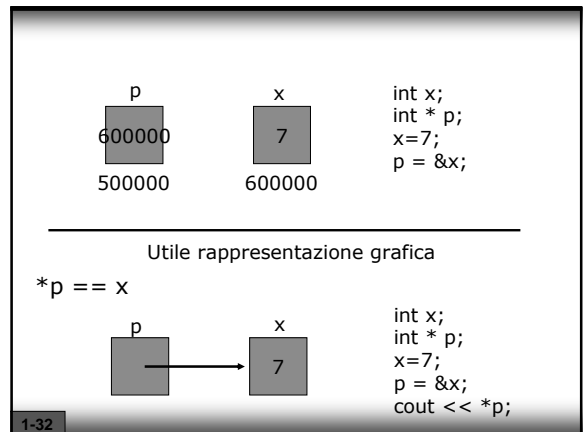 p
x
600000
7
500000
600000
int x;
int * p;
x=7;
p = &x;
Utile rappresentazione grafica
*p == x
p
x
7
int x;
int * p;
x=7;
p = &x;
cout << *p;
1-32